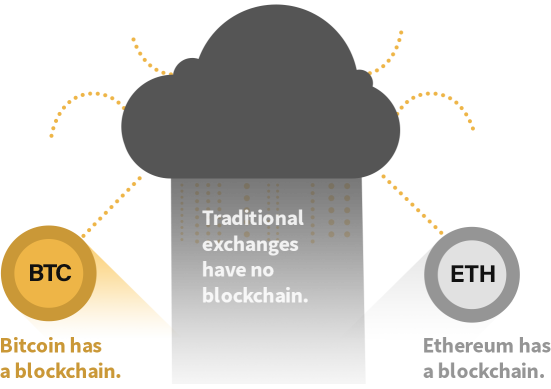 Traditional
exchanges
have no
blockchain.
BTC
Bitcoin has
a blockchain.
ETH
Ethereum has
a blockchain.